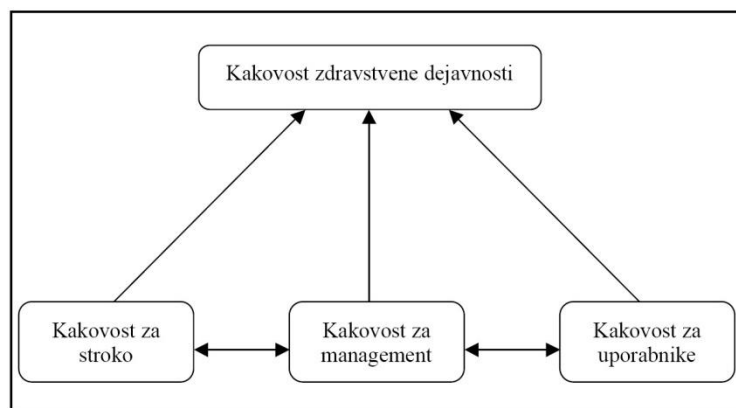 Kakovost zdravstvene dejavnosti
Kakovost za
stroko
Kakovost za
management
Kakovost za
uporabnike